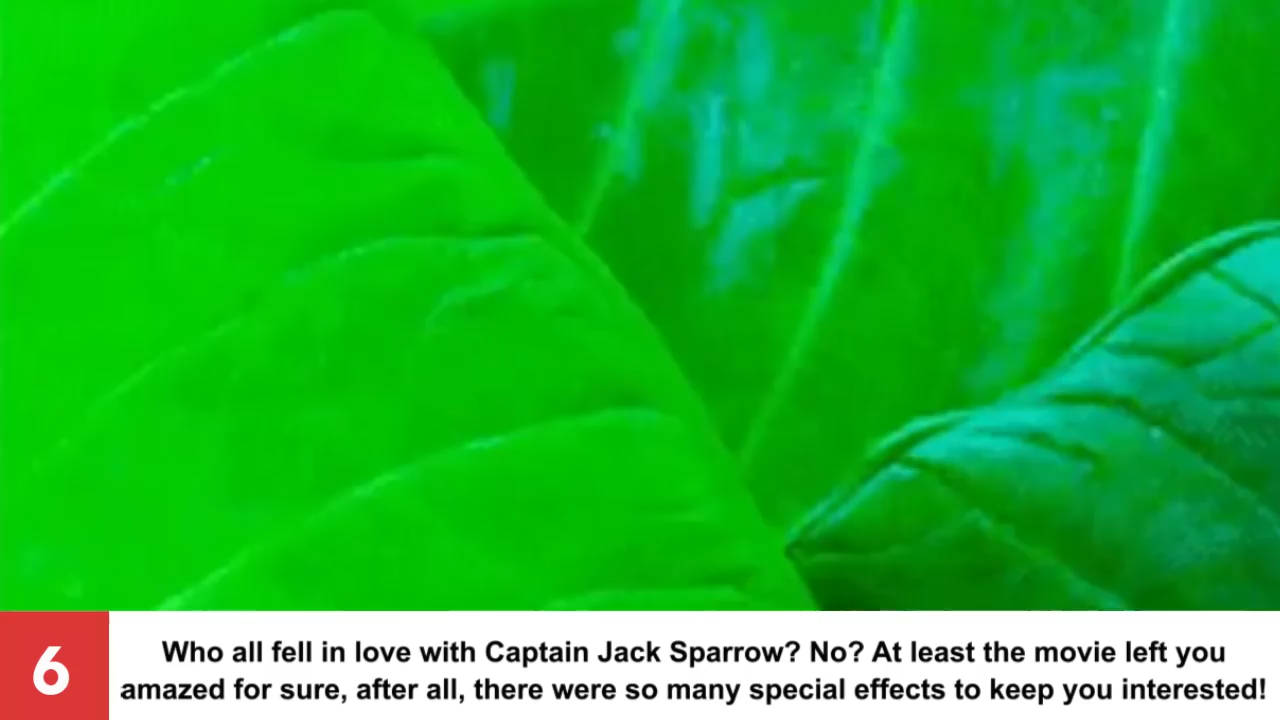 6
Who all fell in love with Captain Jack Sparrow? No? At least the movie left you
amazed for sure, after all, there were so many special effects to keep you interested!